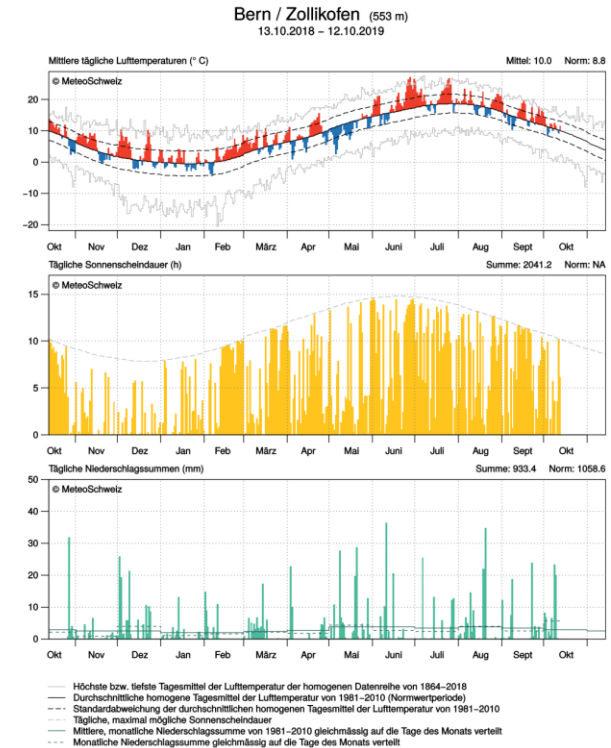 Bern / Zollikofen (553 m)
13.10.2018 – 12.10.2019
Mittlere tägliche Lufttemperaturen (° C) Mittel: 10.0 Norm: 8.8
© MeteoSchweiz
20
10
0
−10
−20
Okt Nov Dez Jan Feb März Apr Mai Juni Juli Aug Sept Okt
Tägliche Sonnenscheindauer (h) Summe: 2041.2 Norm: NA
© MeteoSchweiz
15
10
5
0
Okt Nov Dez Jan Feb März Apr Mai Juni Juli Aug Sept Okt
Tägliche Niederschlagssummen (mm) Summe: 933.4 Norm: 1058.6
50
© MeteoSchweiz
40
30
20
10
0
Okt Nov Dez Jan Feb März Apr Mai Juni Juli Aug Sept Okt
Höchste bzw. tiefste Tagesmittel der Lufttemperatur der homogenen Datenreihe von 1864–2018
Durchschnittliche homogene Tagesmittel der Lufttemperatur von 1981–2010 (Normwertperiode)
Standardabweichung der durchschnittlichen homogenen Tagesmittel der Lufttemperatur von 1981–2010
Tägliche, maximal mögliche Sonnenscheindauer
Mittlere, monatliche Niederschlagssumme von 1981–2010 gleichmässig auf die Tage des Monats verteilt
Monatliche Niederschlagssumme gleichmässig auf die Tage des Monats verteilt